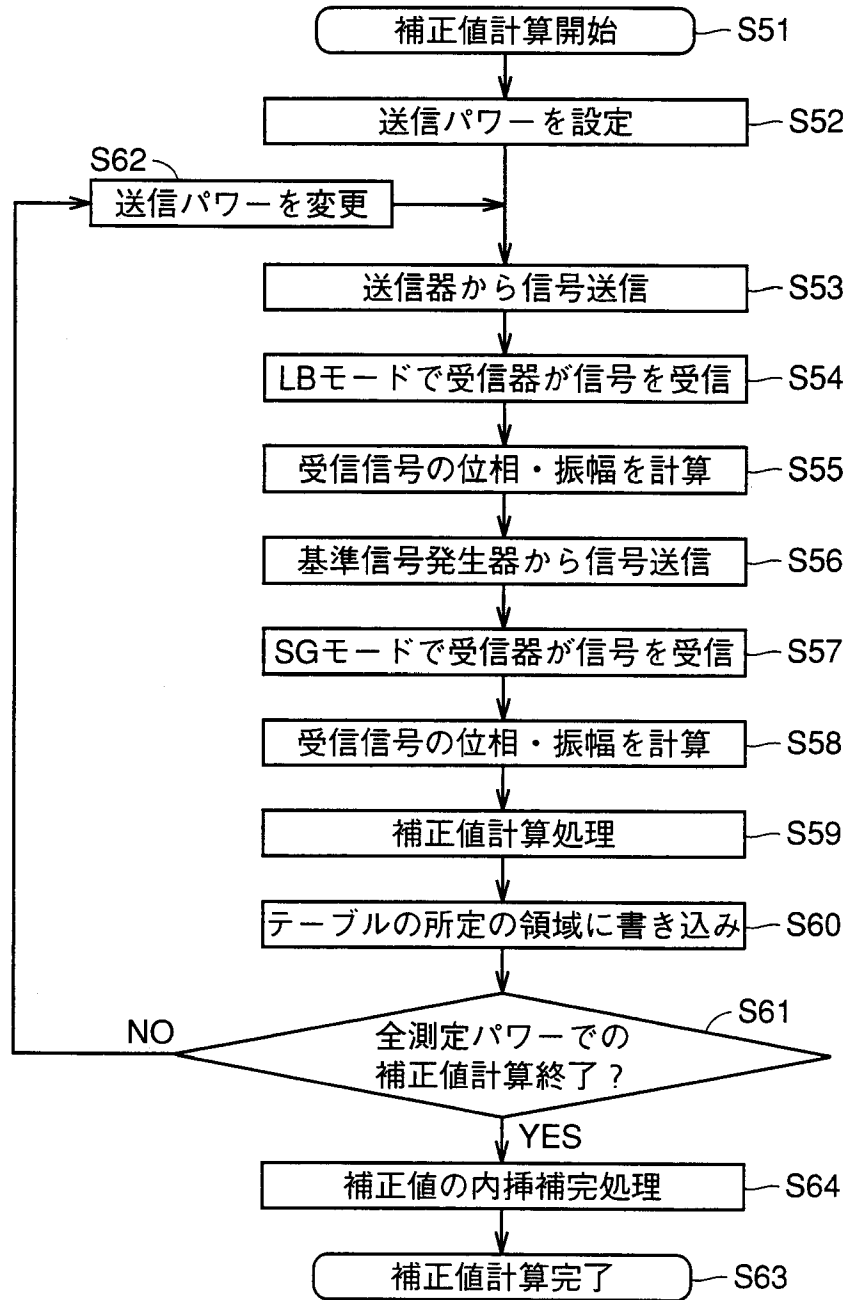 補正値計算開始 S51
送信パワーを設定 S52
S62
送信パワーを変更
送信器から信号送信 S53
LBモードで受信器が信号を受信 S54
受信信号の位相・振幅を計算 S55
基準信号発生器から信号送信 S56
SGモードで受信器が信号を受信 S57
受信信号の位相・振幅を計算 S58
補正値計算処理 S59
テーブルの所定の領域に書き込み S60
S61
NO
全測定パワーでの
補正値計算終了?
YES
補正値の内挿補完処理 S64
補正値計算完了 S63